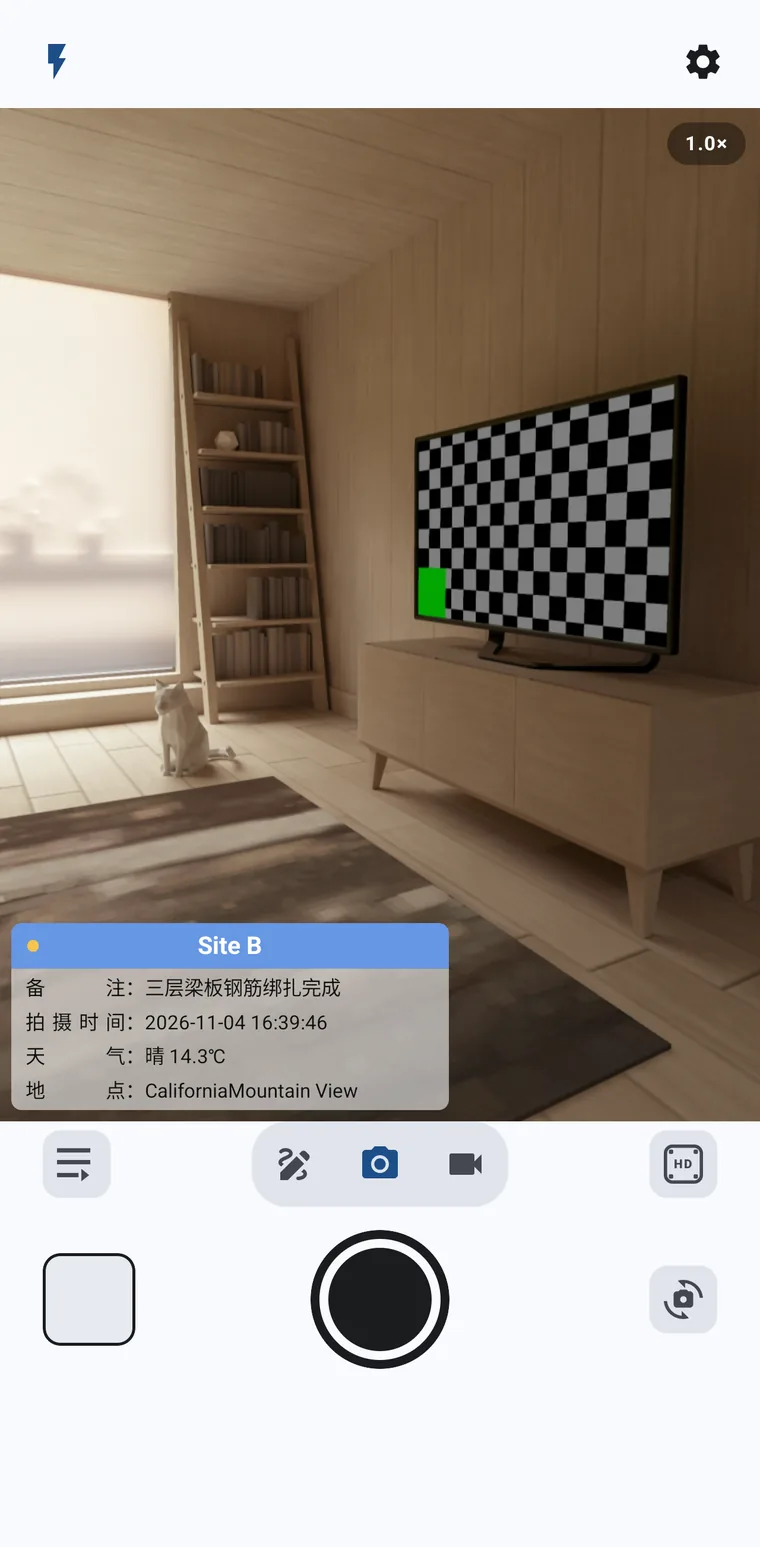 1.0×
Site B
备注：三层梁板钢筋绑扎完成
拍摄时间：2026-11-04 16:39:46
天气：晴 14.3℃
地点：CaliforniaMountain View
HD